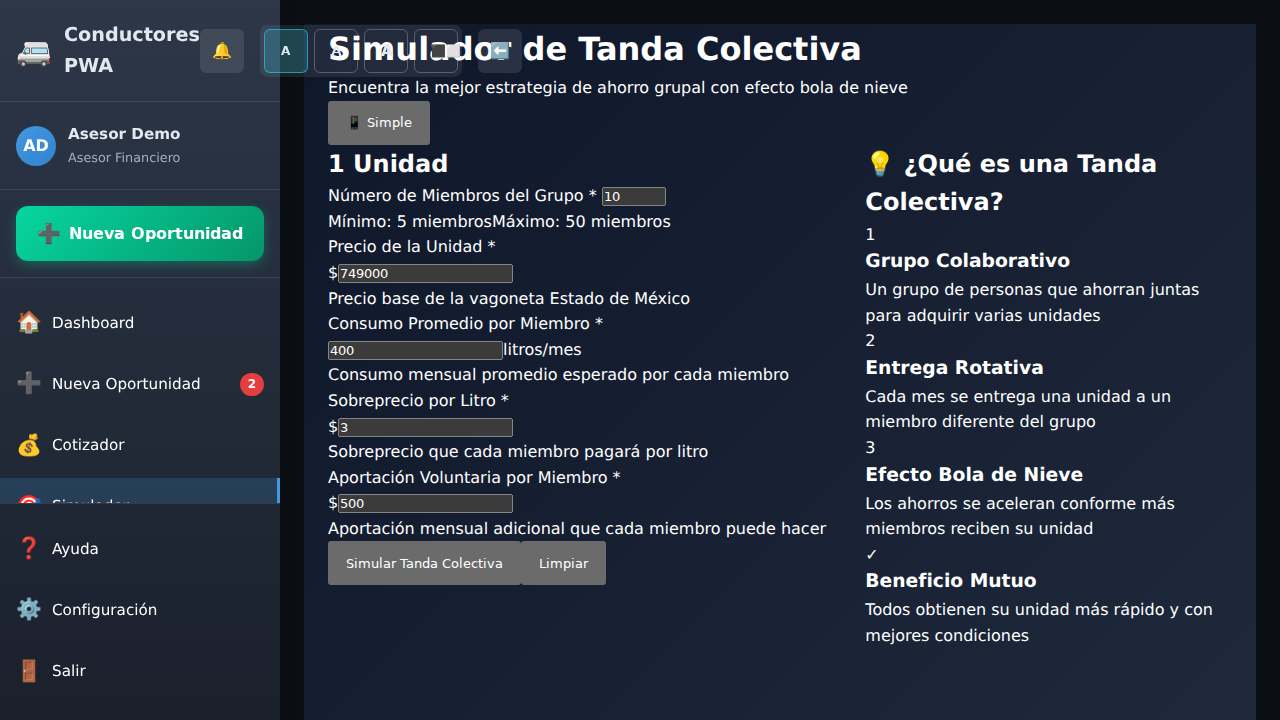 Conductores
PWA
Asesor Demo
AD
Asesor Financiero
Nueva Oportunidad
Dashboard
Nueva Oportunidad 2
Cotizador
Simulador
Ayuda
Configuración
Salir
A
Simulador de Tanda Colectiva
Encuentra la mejor estrategia de ahorro grupal con efecto bola de nieve
Simple
1 Unidad
Número de Miembros del Grupo * 10
Mínimo: 5 miembrosMáximo: 50 miembros
Precio de la Unidad *
$749000
Precio base de la vagoneta Estado de México
Consumo Promedio por Miembro *
400 litros/mes
Consumo mensual promedio esperado por cada miembro
Sobreprecio por Litro *
$3
Sobreprecio que cada miembro pagará por litro
Aportación Voluntaria por Miembro *
$500
Aportación mensual adicional que cada miembro puede hacer
Simular Tanda Colectiva Limpiar
¿Qué es una Tanda
Colectiva?
1
Grupo Colaborativo
Un grupo de personas que ahorran juntas
para adquirir varias unidades
2
Entrega Rotativa
Cada mes se entrega una unidad a un
miembro diferente del grupo
3
Efecto Bola de Nieve
Los ahorros se aceleran conforme más
miembros reciben su unidad
✓
Beneficio Mutuo
Todos obtienen su unidad más rápido y con
mejores condiciones